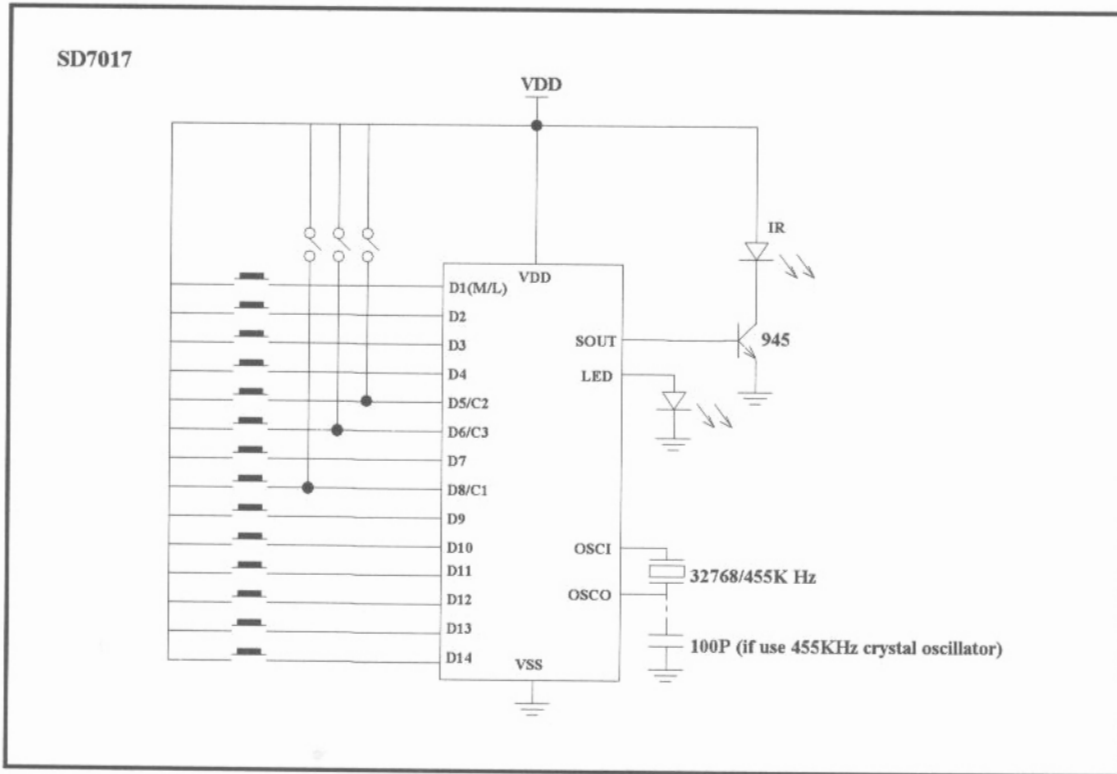 SD7017
VDD
IR
VDD
D1(M/L)
D2
D3
D4
D5/C2
D6/C3
D7
D8/C1
D9
D10
D11
D12
D13
D14
SOUT
945
LED
OSCI
32768/455K Hz
OSCO
100P (if use 455KHz crystal oscillator)
VSS